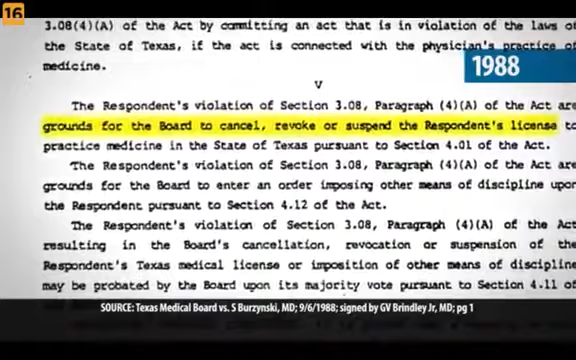 16
3.08(4)(A) of the Act by committing an act that is in violation of the laws of
the State of Texas, if the act is connected with the physician's practice of
medicine.
1988
V
The Respondent's violation of Section 3.08, Paragraph (4)(A) of the Act are
grounds for the Board to cancel, revoke or suspend the Respondent's license to
practice medicine in the State of Texas pursuant to Section 4.01 of the Act.
The Respondent's violation of Section 3.08, Paragraph (4)(A) of the Act are
grounds for the Board to enter an order imposing other means of discipline upon
the Respondent pursuant to Section 4.12 of the Act.
The Respondent's violation of Section 3.08, Paragraph (4)(A) of the Act
resulting in the Board's cancellation, revocation or suspension of the
Respondent's Texas medical license or imposition of other means of discipline
may be probated by the Board upon its majority vote pursuant to Section 4.11 of
SOURCE: Texas Medical Board vs. S Burzynski, MD; 9/6/1988; signed by GV Brindley Jr, MD; pg 1